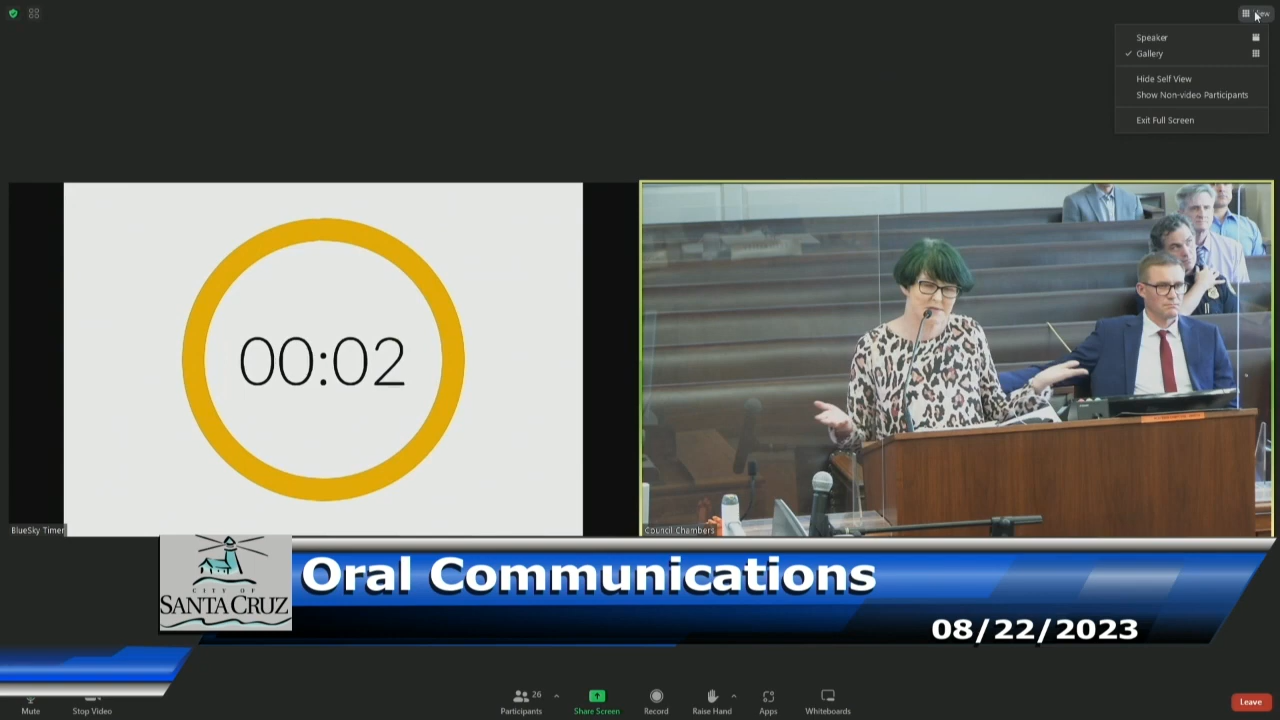 View
Speaker
Gallery
Hide Self View
Show Non-video Participants
Exit Full Screen
00:02
BlueSky Timer
Council Chambers
CITY OF
SANTA CRUZ
Oral Communications
08/22/2023
Mute
Stop Video
26
Participants
Share Screen
Record
Raise Hand
Apps
Whiteboards
Leave